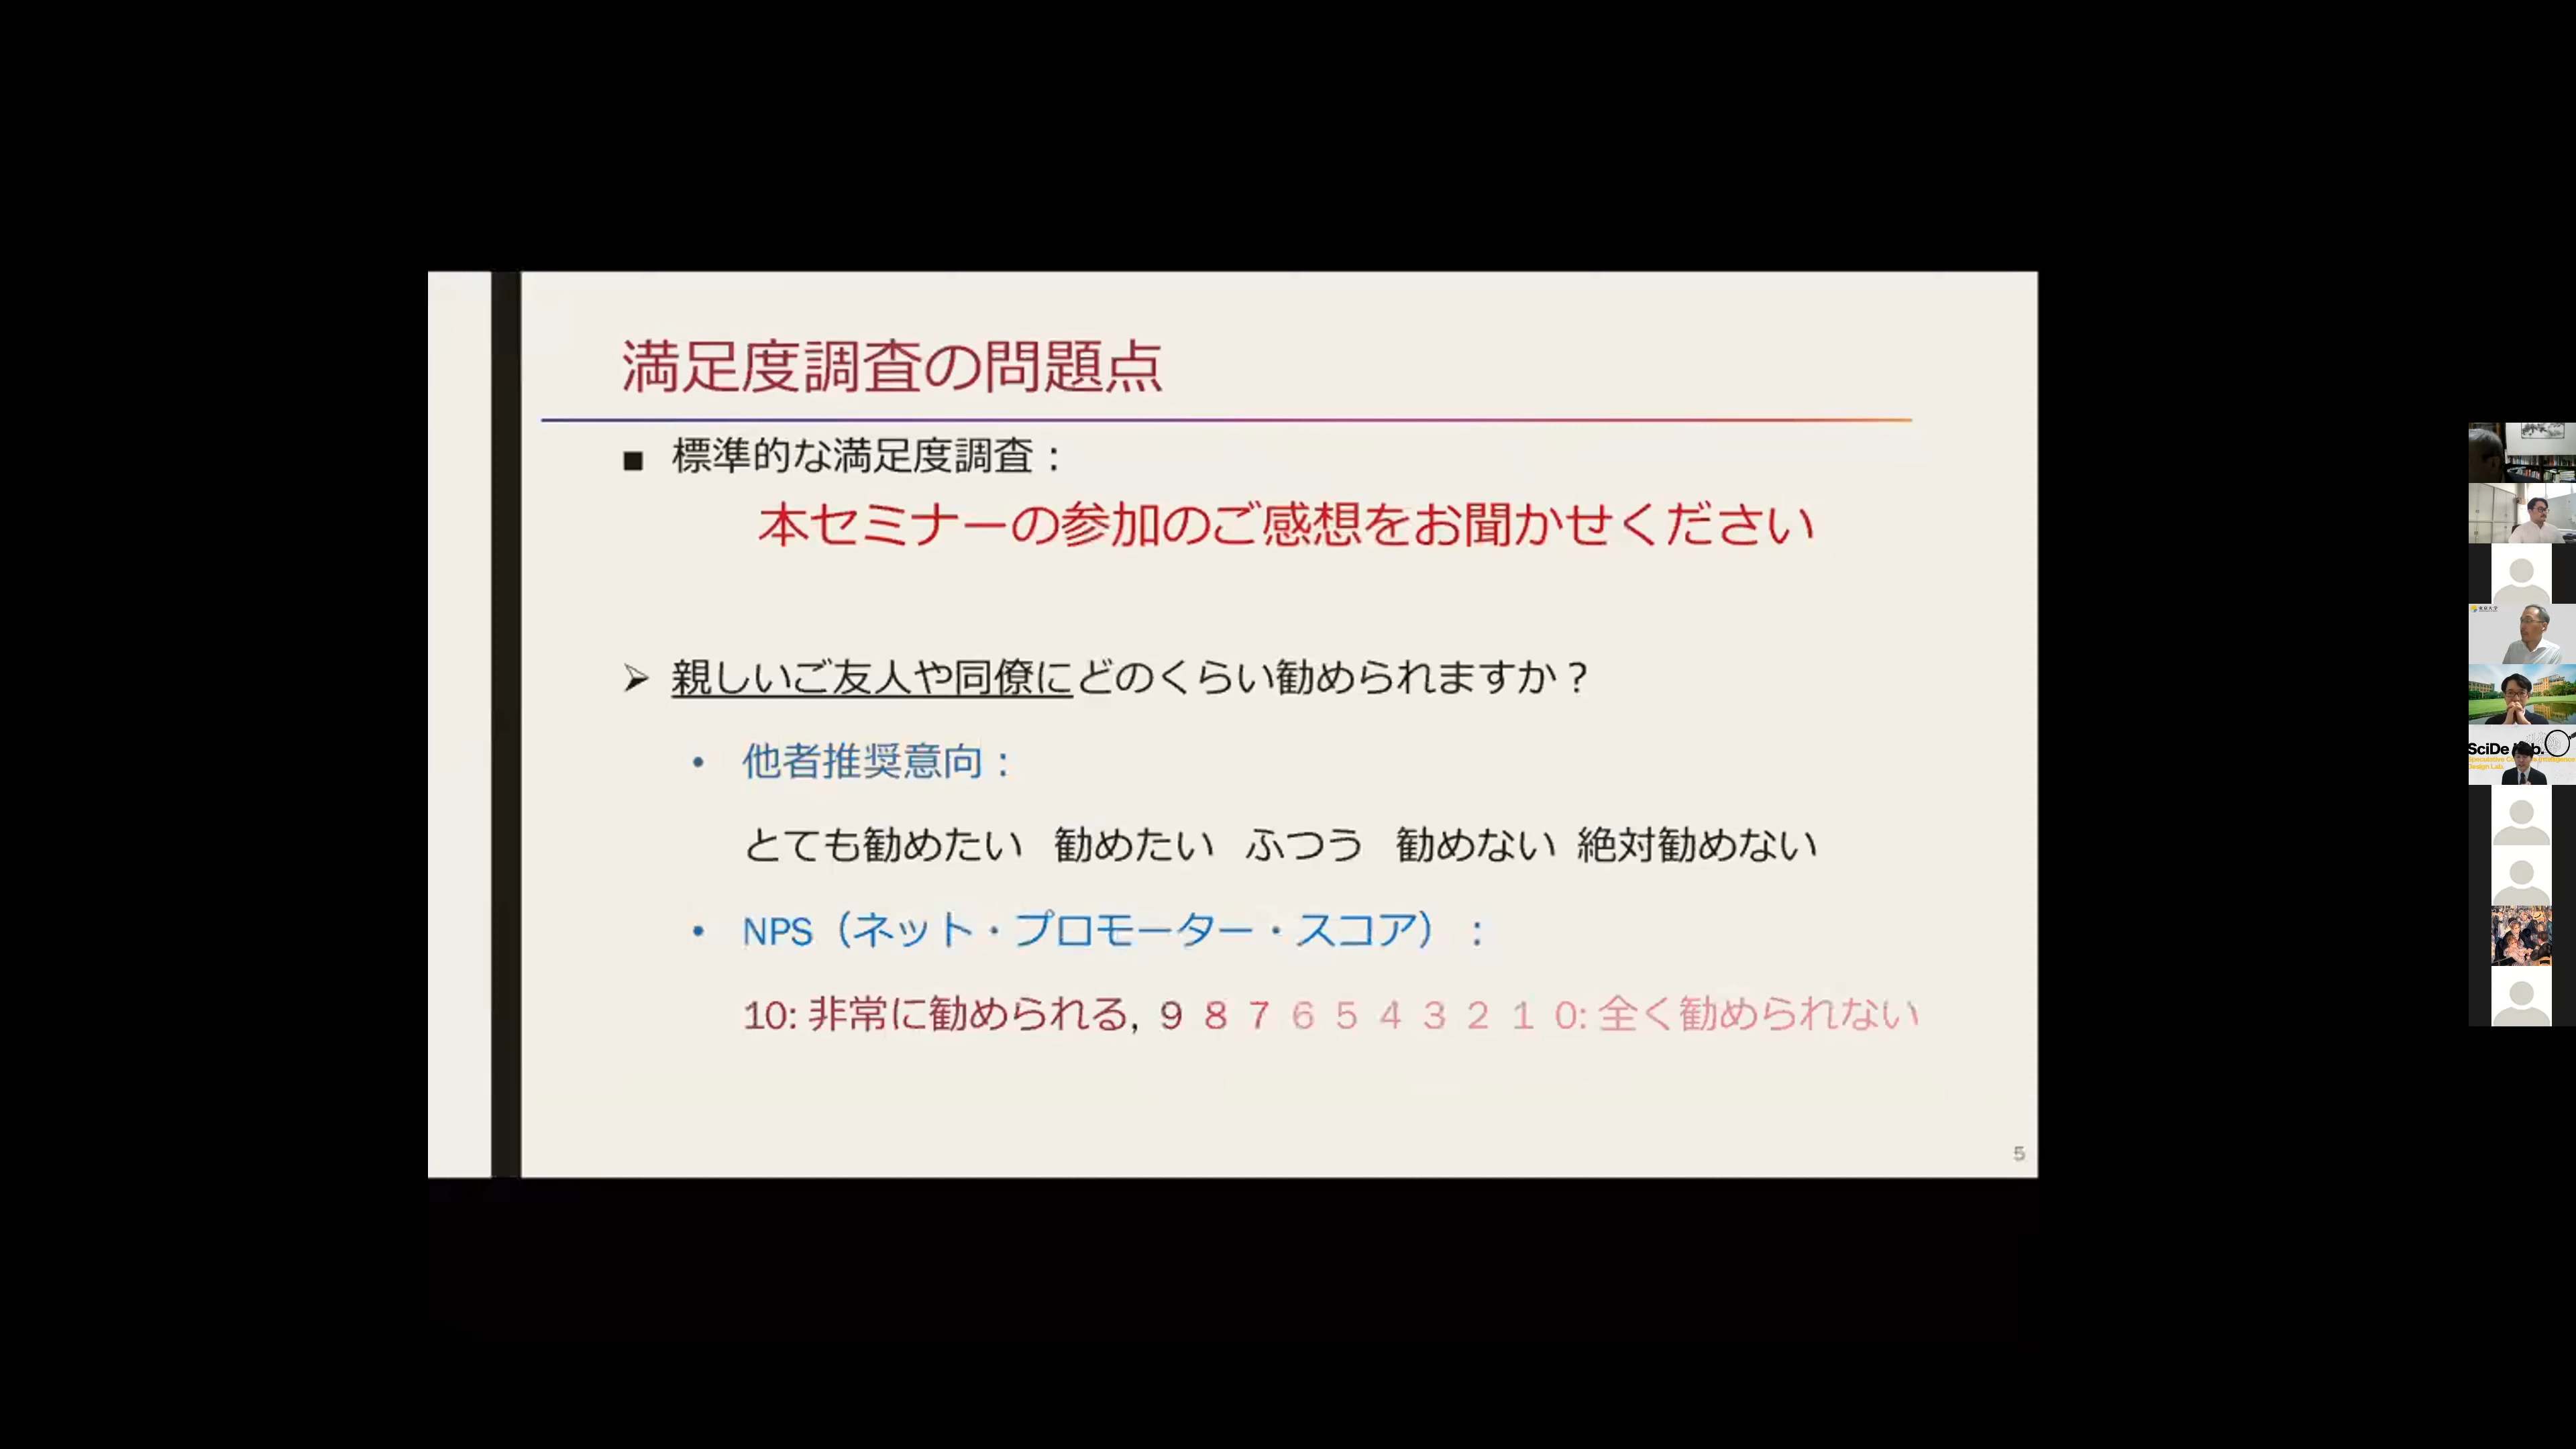 満足度調査の問題点
■ 標準的な満足度調査：
本セミナーの参加のご感想をお聞かせください
➢ 親しいご友人や同僚にどのくらい勧められますか？
• 他者推奨意向：
とても勧めたい 勧めたい ふつう 勧めない 絶対勧めない
• NPS（ネット・プロモーター・スコア）：
10: 非常に勧められる, 9 8 7 6 5 4 3 2 1 0: 全く勧められない
5
東京大学
SciDe
Design Lab.